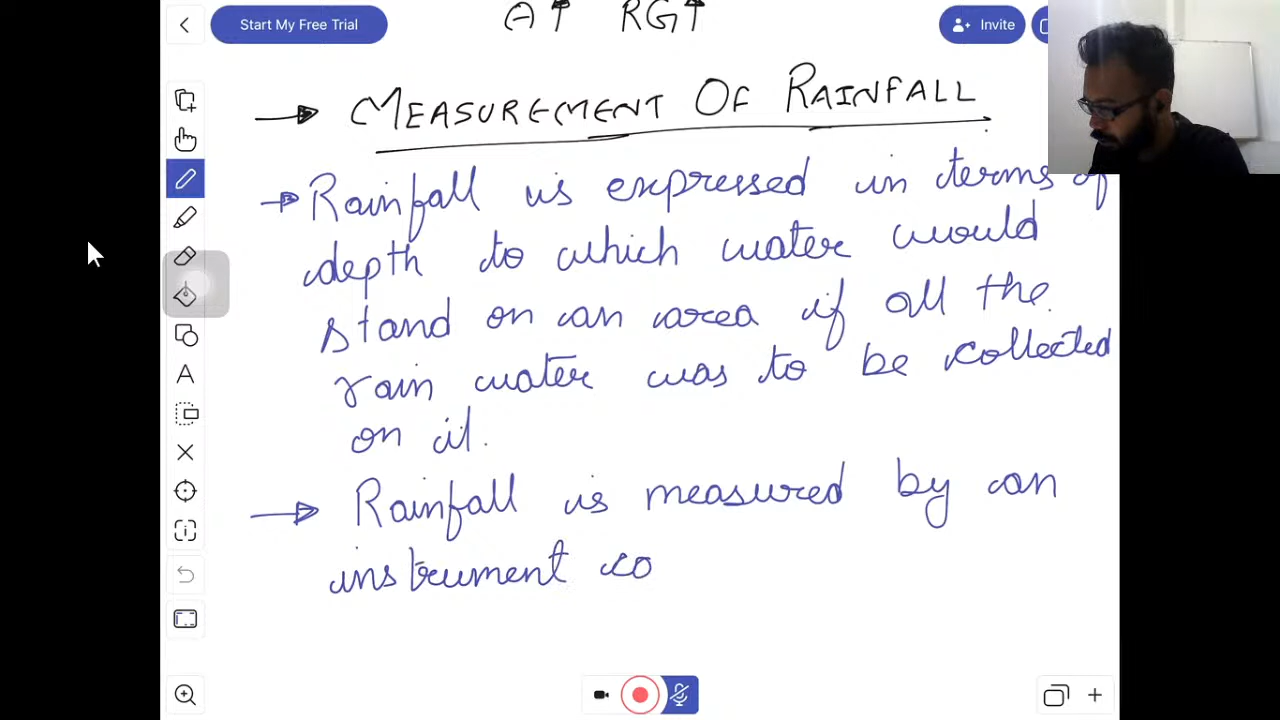 Start My Free Trial
A↑ RG↑
Invite
→ MEASUREMENT OF RAINFALL
→ Rainfall is expressed in terms of
depth to which water would
stand on an area if all the
rain water was to be collected
on it.
→ Rainfall is measured by an
instrument co
A